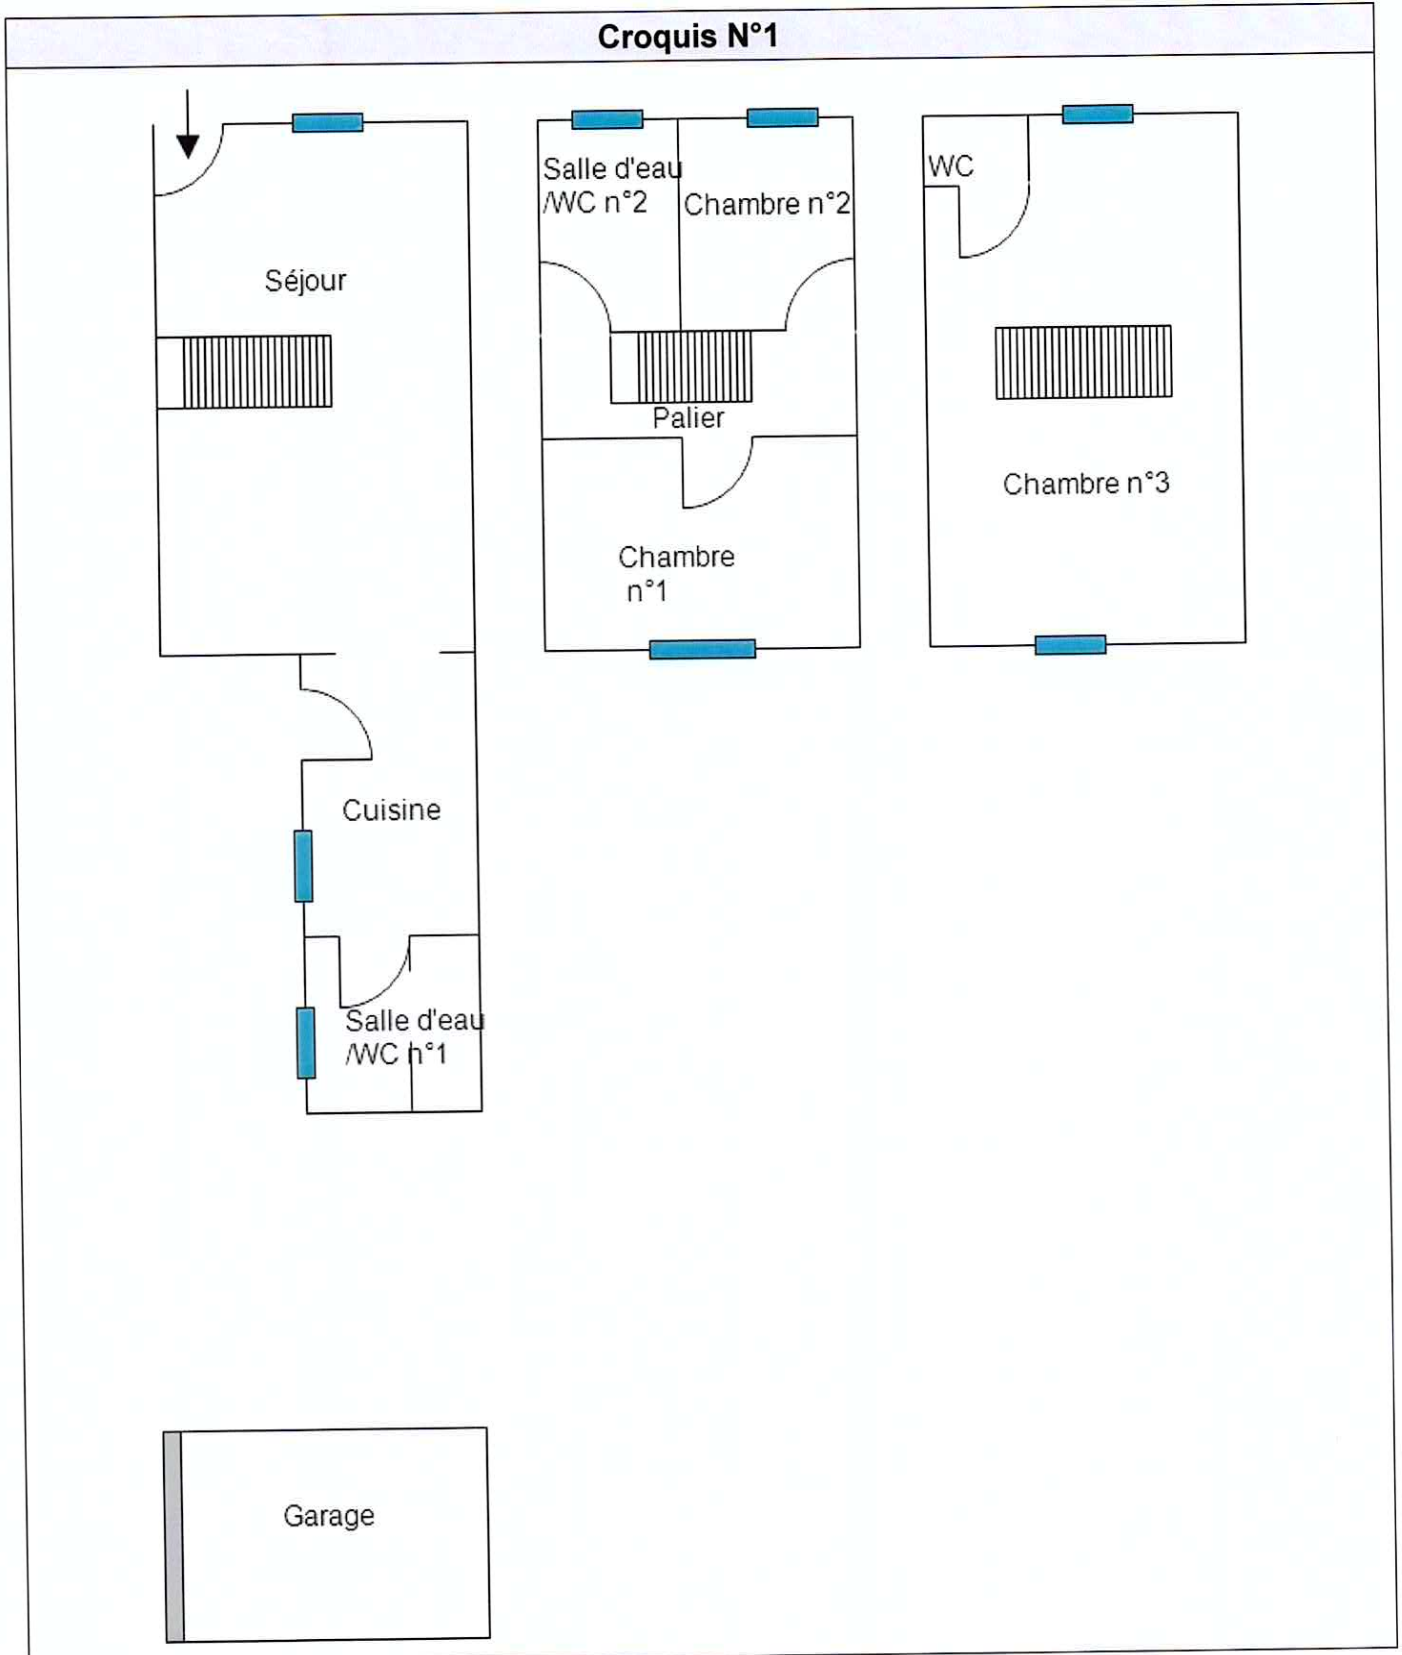 Croquis N°1
Séjour
Cuisine
Salle d'eau
/WC n°1
Salle d'eau
/WC n°2
Chambre n°2
Palier
Chambre
n°1
WC
Chambre n°3
Garage